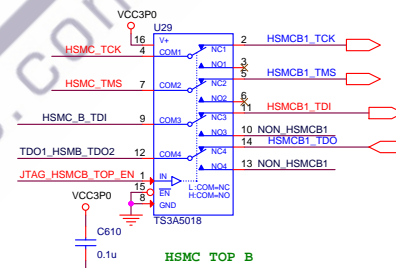 VCC3P0
U29
16 V+
HSMC_TCK 4 COM1 NC1 2 HSMCB1_TCK
NO1 3
HSMC_TMS 7 COM2 NC2 5 HSMCB1_TMS
NO2 6
HSMC_B_TDI 9 COM3 NC3 11 HSMCB1_TDI
NO3 10 NON_HSMCB1
TDO1_HSMB_TDO2 12 COM4 NC4 14 HSMCB1_TDO
NO4 13 NON_HSMCB1
JTAG_HSMCB_TOP_EN 1 IN
L:COM=NC
H:COM=NO
15 EN
8 GND
TS3A5018
VCC3P0
C610
0.1u
HSMC TOP B